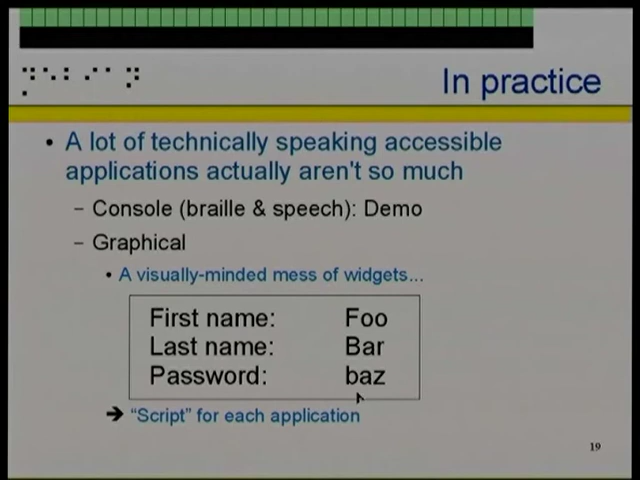 In practice
• A lot of technically speaking accessible
applications actually aren't so much
– Console (braille & speech): Demo
– Graphical
• A visually-minded mess of widgets...
First name: Foo
Last name: Bar
Password: baz
➔ “Script” for each application
19